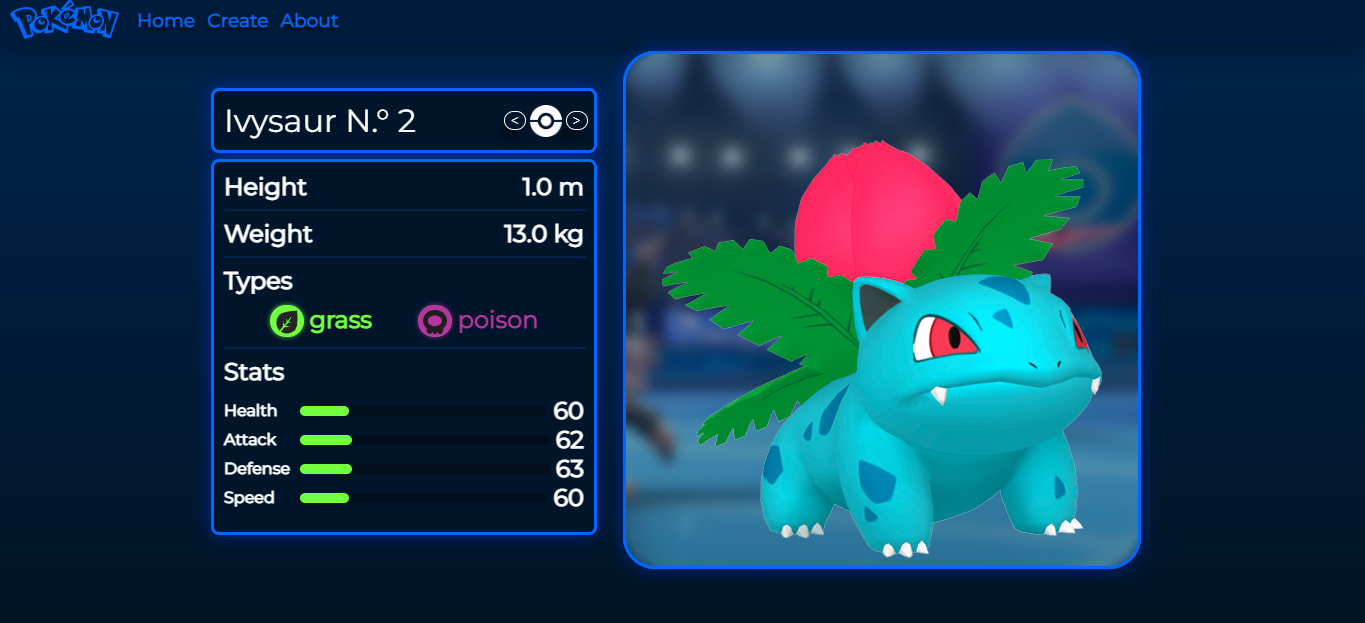 POKéMON Home Create About
Ivysaur N.° 2 < >
Height 1.0 m
Weight 13.0 kg
Types
grass poison
Stats
Health 60
Attack 62
Defense 63
Speed 60